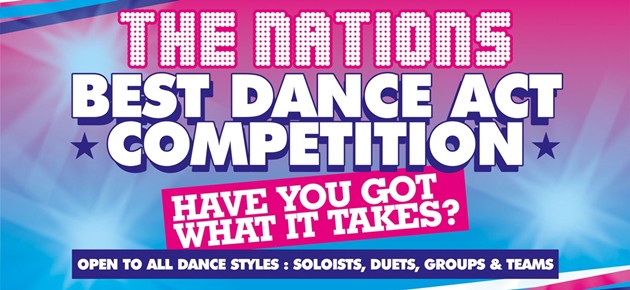 THE NATIONS
BEST DANCE ACT
COMPETITION
HAVE YOU GOT
WHAT IT TAKES?
OPEN TO ALL DANCE STYLES : SOLOISTS, DUETS, GROUPS & TEAMS